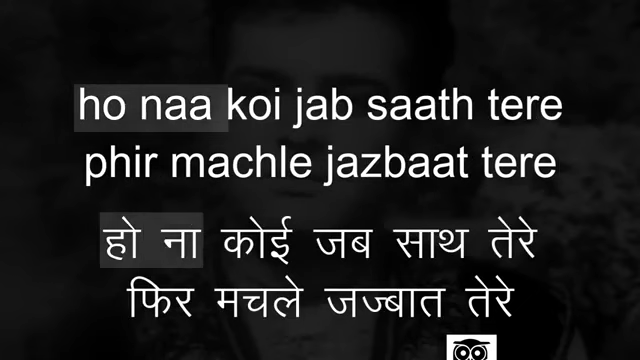 ho naa koi jab saath tere
phir machle jazbaat tere
हो ना कोई जब साथ तेरे
फिर मचले जज्बात तेरे